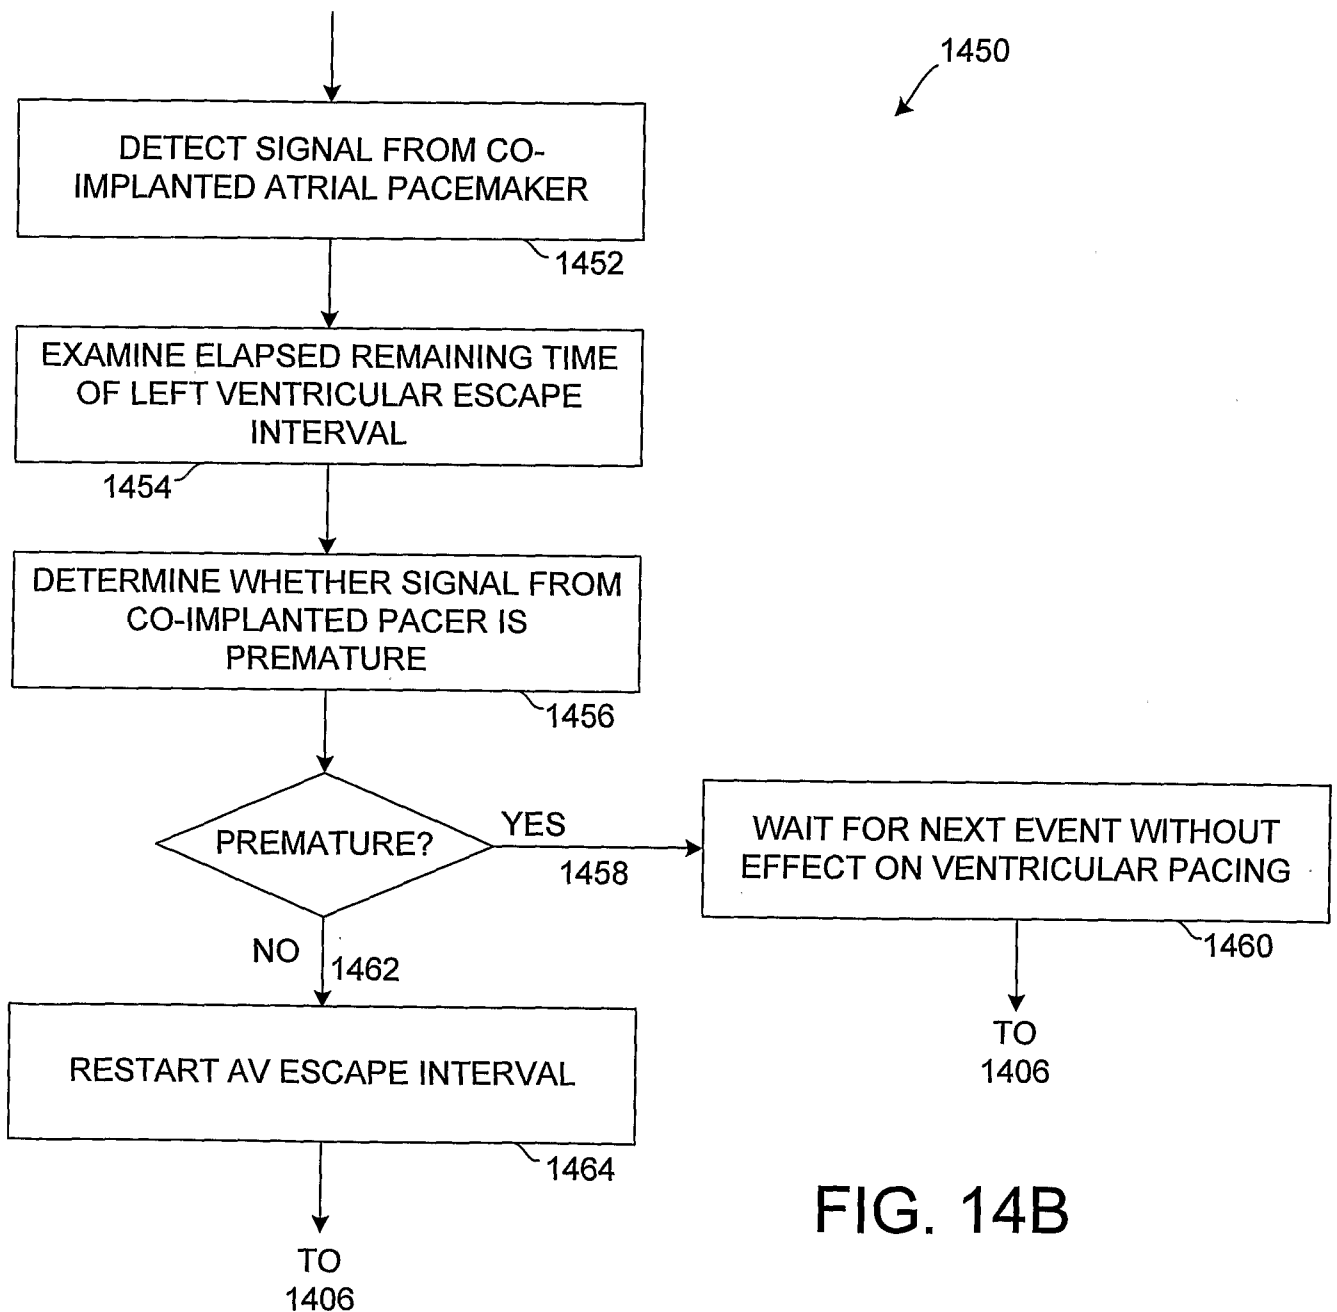 1450
DETECT SIGNAL FROM CO-
IMPLANTED ATRIAL PACEMAKER
1452
EXAMINE ELAPSED REMAINING TIME
OF LEFT VENTRICULAR ESCAPE
INTERVAL
1454
DETERMINE WHETHER SIGNAL FROM
CO-IMPLANTED PACER IS
PREMATURE
1456
PREMATURE?
YES
1458
WAIT FOR NEXT EVENT WITHOUT
EFFECT ON VENTRICULAR PACING
1460
TO
1406
NO
1462
RESTART AV ESCAPE INTERVAL
1464
TO
1406
FIG. 14B